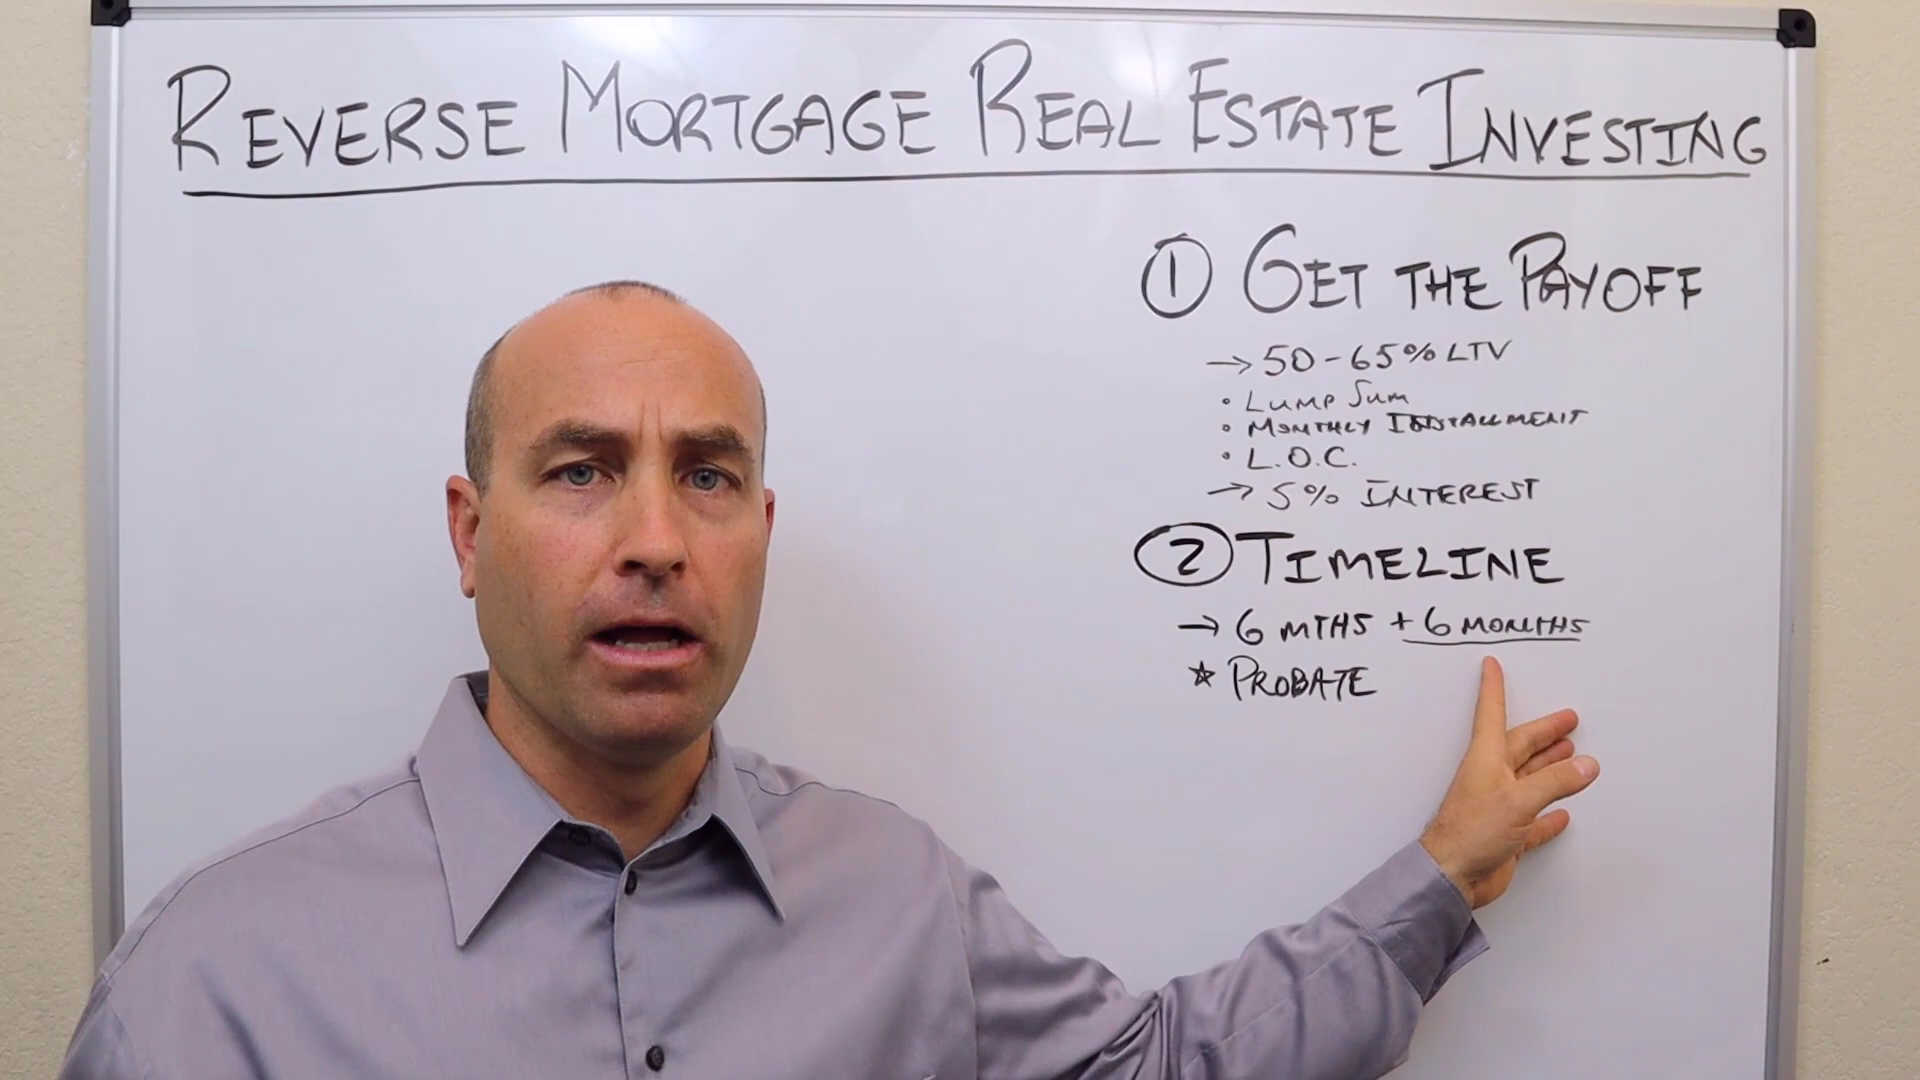 REVERSE MORTGAGE REAL ESTATE INVESTING
① GET THE PAYOFF
→ 50-65% LTV
• LUMP SUM
• MONTHLY INSTALLMENT
• L.O.C.
→ 5% INTEREST
② TIMELINE
→ 6 MTHS + 6 MONTHS
☆ PROBATE